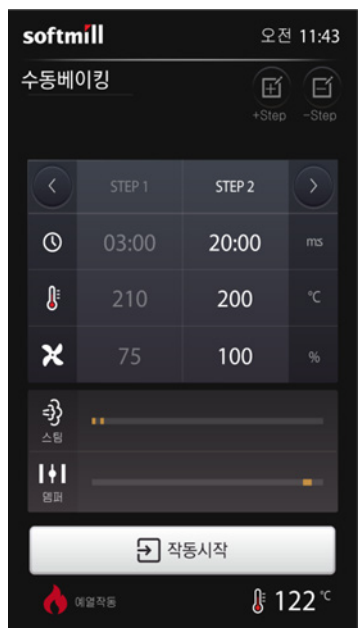 softmill 오전 11:43
수동베이킹
+Step -Step
STEP 1 STEP 2
03:00 20:00 m:s
210 200 °C
75 100 %
스팀
댐퍼
작동시작
예열작동 122 °C